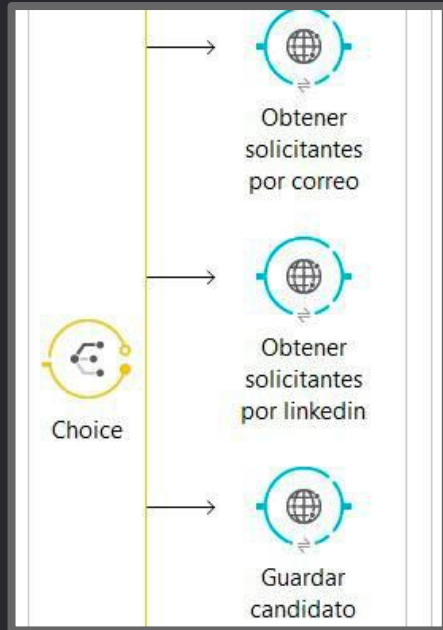 Obtener
solicitantes
por correo
Obtener
solicitantes
por linkedin
Choice
Guardar
candidato